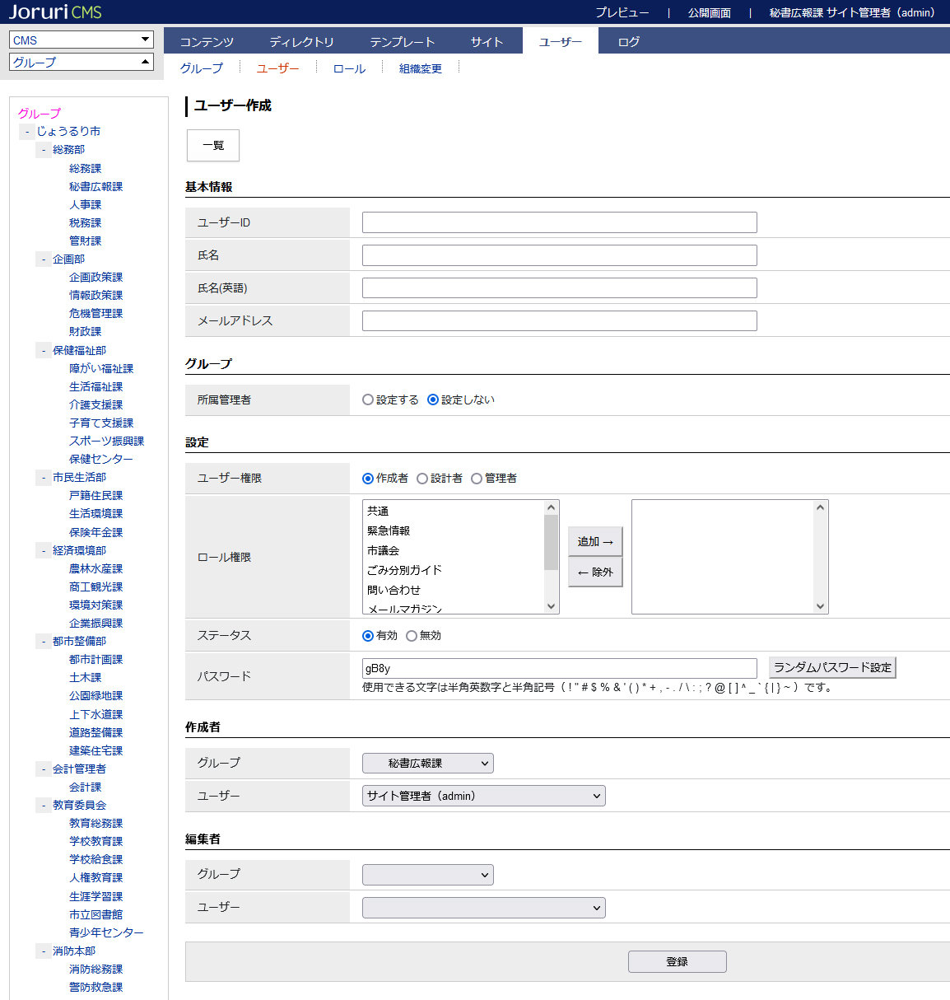 Joruri CMS
プレビュー | 公開画面 | 秘書広報課 サイト管理者（admin）
CMS
グループ
コンテンツ ディレクトリ テンプレート サイト ユーザー ログ
グループ ユーザー ロール 組織変更
グループ
- じょうるり市
- 総務部
総務課
秘書広報課
人事課
税務課
管財課
- 企画部
企画政策課
情報政策課
危機管理課
財政課
- 保健福祉部
障がい福祉課
生活福祉課
介護支援課
子育て支援課
スポーツ振興課
保健センター
- 市民生活部
戸籍住民課
生活環境課
保険年金課
- 経済環境部
農林水産課
商工観光課
環境対策課
企業振興課
- 都市整備部
都市計画課
土木課
公園緑地課
上下水道課
道路整備課
建築住宅課
- 会計管理者
会計課
- 教育委員会
教育総務課
学校教育課
学校給食課
人権教育課
生涯学習課
市立図書館
青少年センター
- 消防本部
消防総務課
警防救急課
ユーザー作成
一覧
基本情報
ユーザーID
氏名
氏名(英語)
メールアドレス
グループ
所属管理者 設定する 設定しない
設定
ユーザー権限 作成者 設計者 管理者
ロール権限
共通
緊急情報
市議会
ごみ分別ガイド
問い合わせ
メールマガジン
追加 →
← 除外
ステータス 有効 無効
パスワード gB8y ランダムパスワード設定
使用できる文字は半角英数字と半角記号（ ! " # $ % & ' ( ) * + , - . / \ : ; ? @ [ ] ^ _ ` { | } ~ ）です。
作成者
グループ 秘書広報課
ユーザー サイト管理者（admin）
編集者
グループ
ユーザー
登録